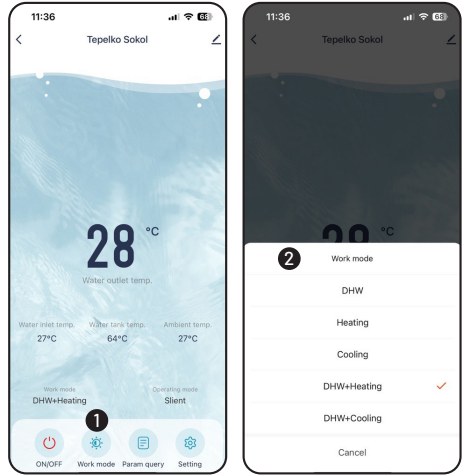 11:36
68
Tepelko Sokol
28 °C
Water outlet temp.
Water inlet temp. Water tank temp. Ambient temp.
27°C 64°C 27°C
Work mode Operating mode
DHW+Heating Slient
1
ON/OFF Work mode Param query Setting
11:36
68
Tepelko Sokol
28 °C
2 Work mode
DHW
Heating
Cooling
DHW+Heating
DHW+Cooling
Cancel